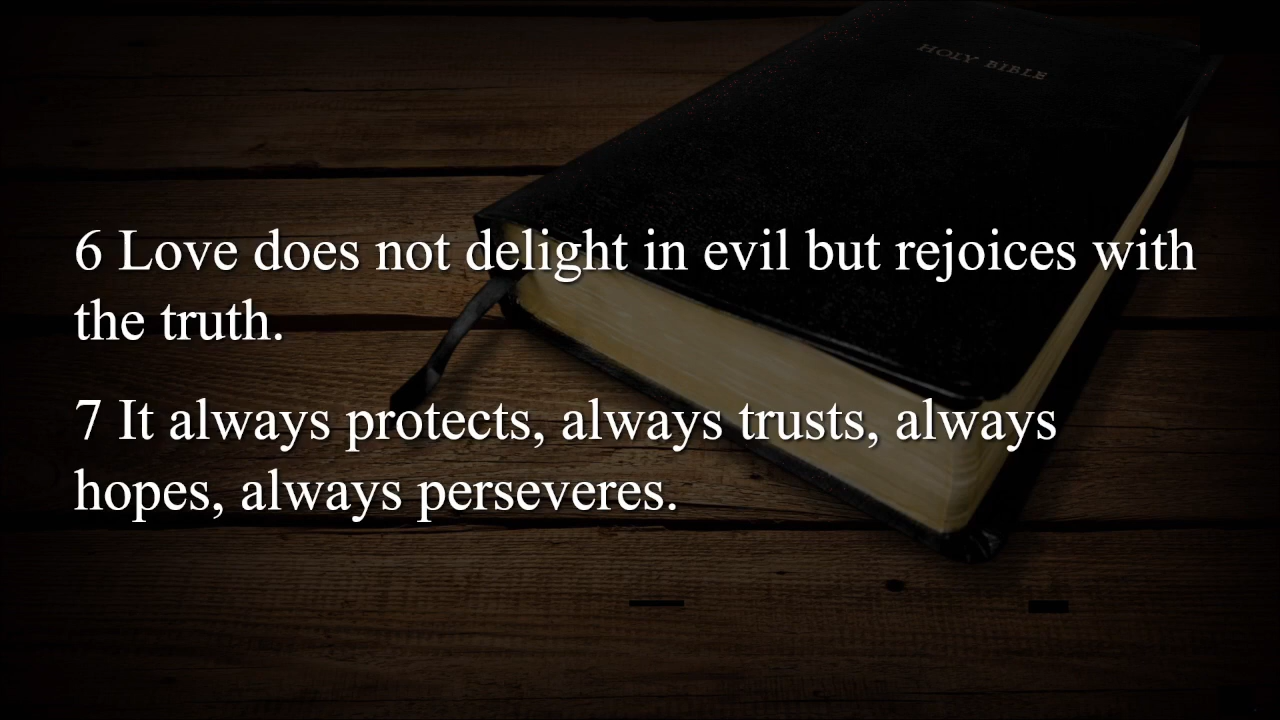 HOLY BIBLE
6 Love does not delight in evil but rejoices with
the truth.
7 It always protects, always trusts, always
hopes, always perseveres.